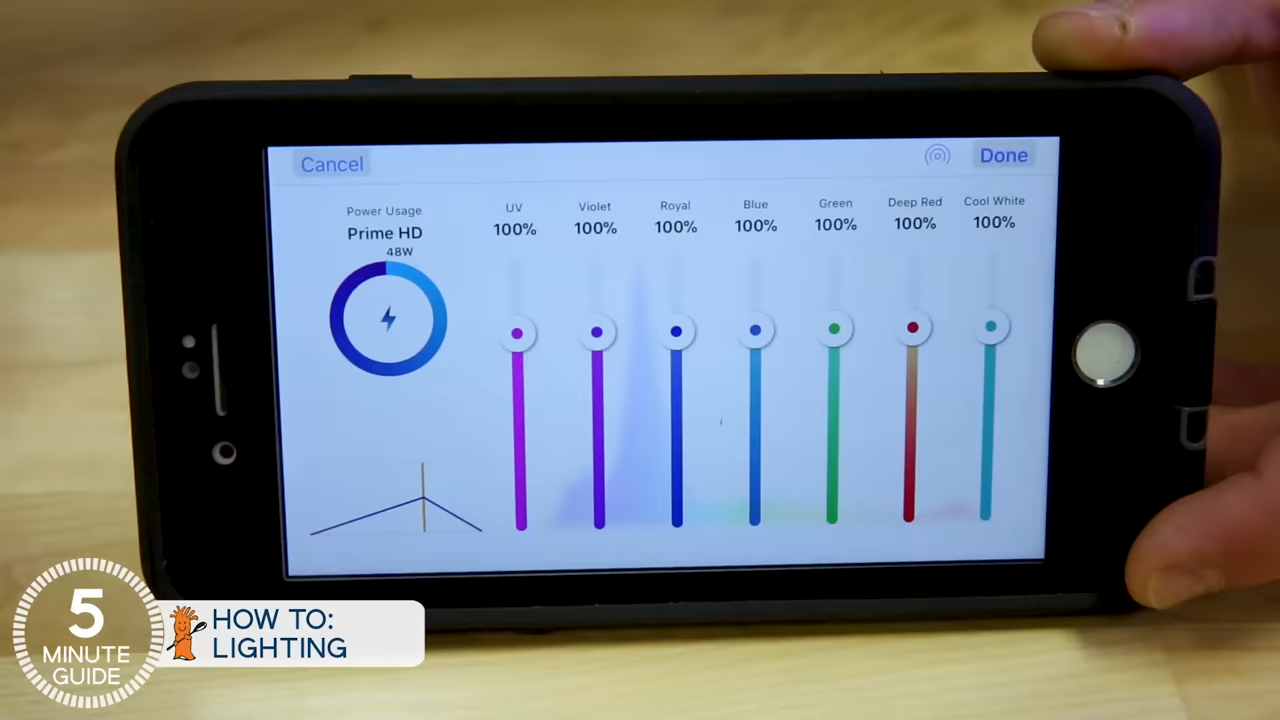 Cancel
Done
Power Usage
Prime HD
48W
UV
100%
Violet
100%
Royal
100%
Blue
100%
Green
100%
Deep Red
100%
Cool White
100%
5
MINUTE
GUIDE
HOW TO:
LIGHTING